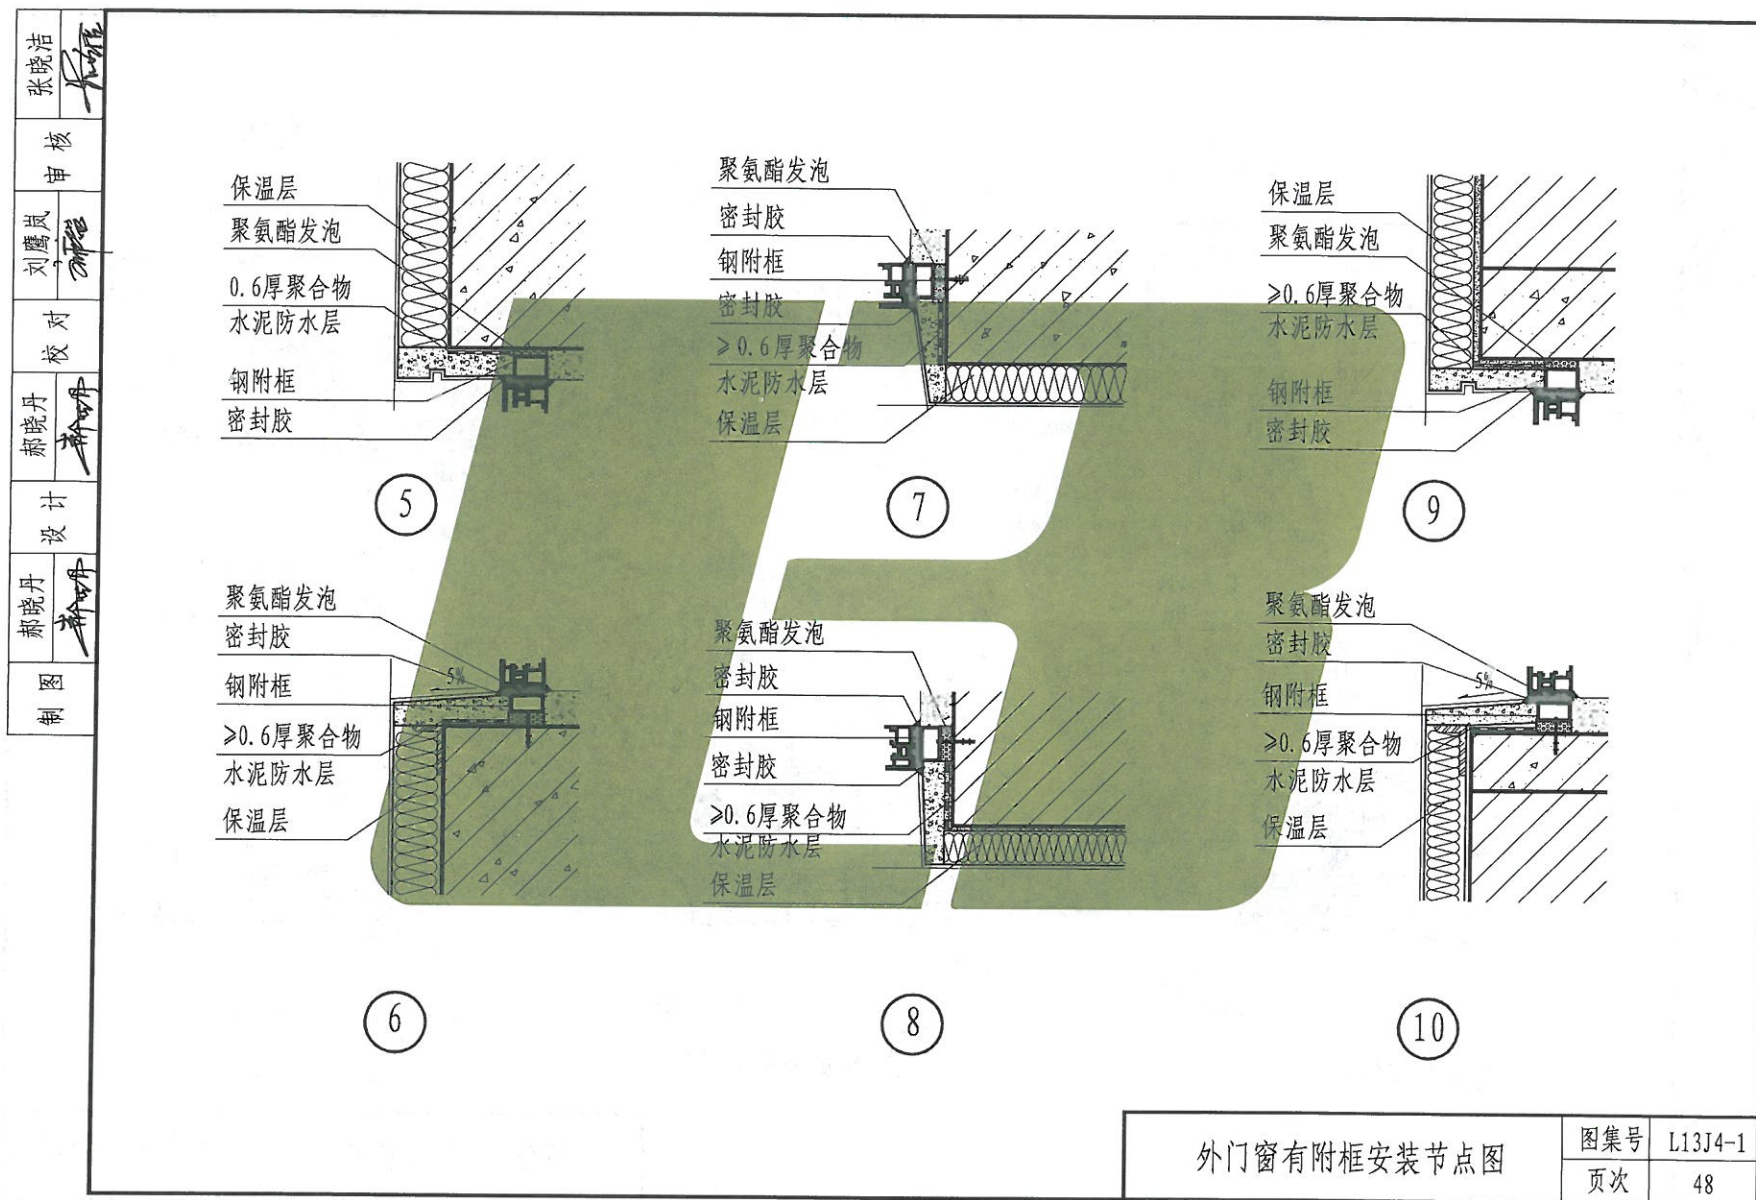 张晓洁
审核
刘鹰岚
校对
郝晓丹
设计
郝晓丹
制图
保温层
聚氨酯发泡
0.6厚聚合物
水泥防水层
钢附框
密封胶
5
聚氨酯发泡
密封胶
钢附框
密封胶
≥0.6厚聚合物
水泥防水层
保温层
7
保温层
聚氨酯发泡
≥0.6厚聚合物
水泥防水层
钢附框
密封胶
9
聚氨酯发泡
密封胶
钢附框
5%
≥0.6厚聚合物
水泥防水层
保温层
6
聚氨酯发泡
密封胶
钢附框
密封胶
≥0.6厚聚合物
水泥防水层
保温层
8
聚氨酯发泡
密封胶
钢附框
5%
≥0.6厚聚合物
水泥防水层
保温层
10
外门窗有附框安装节点图
图集号 L13J4-1
页次 48